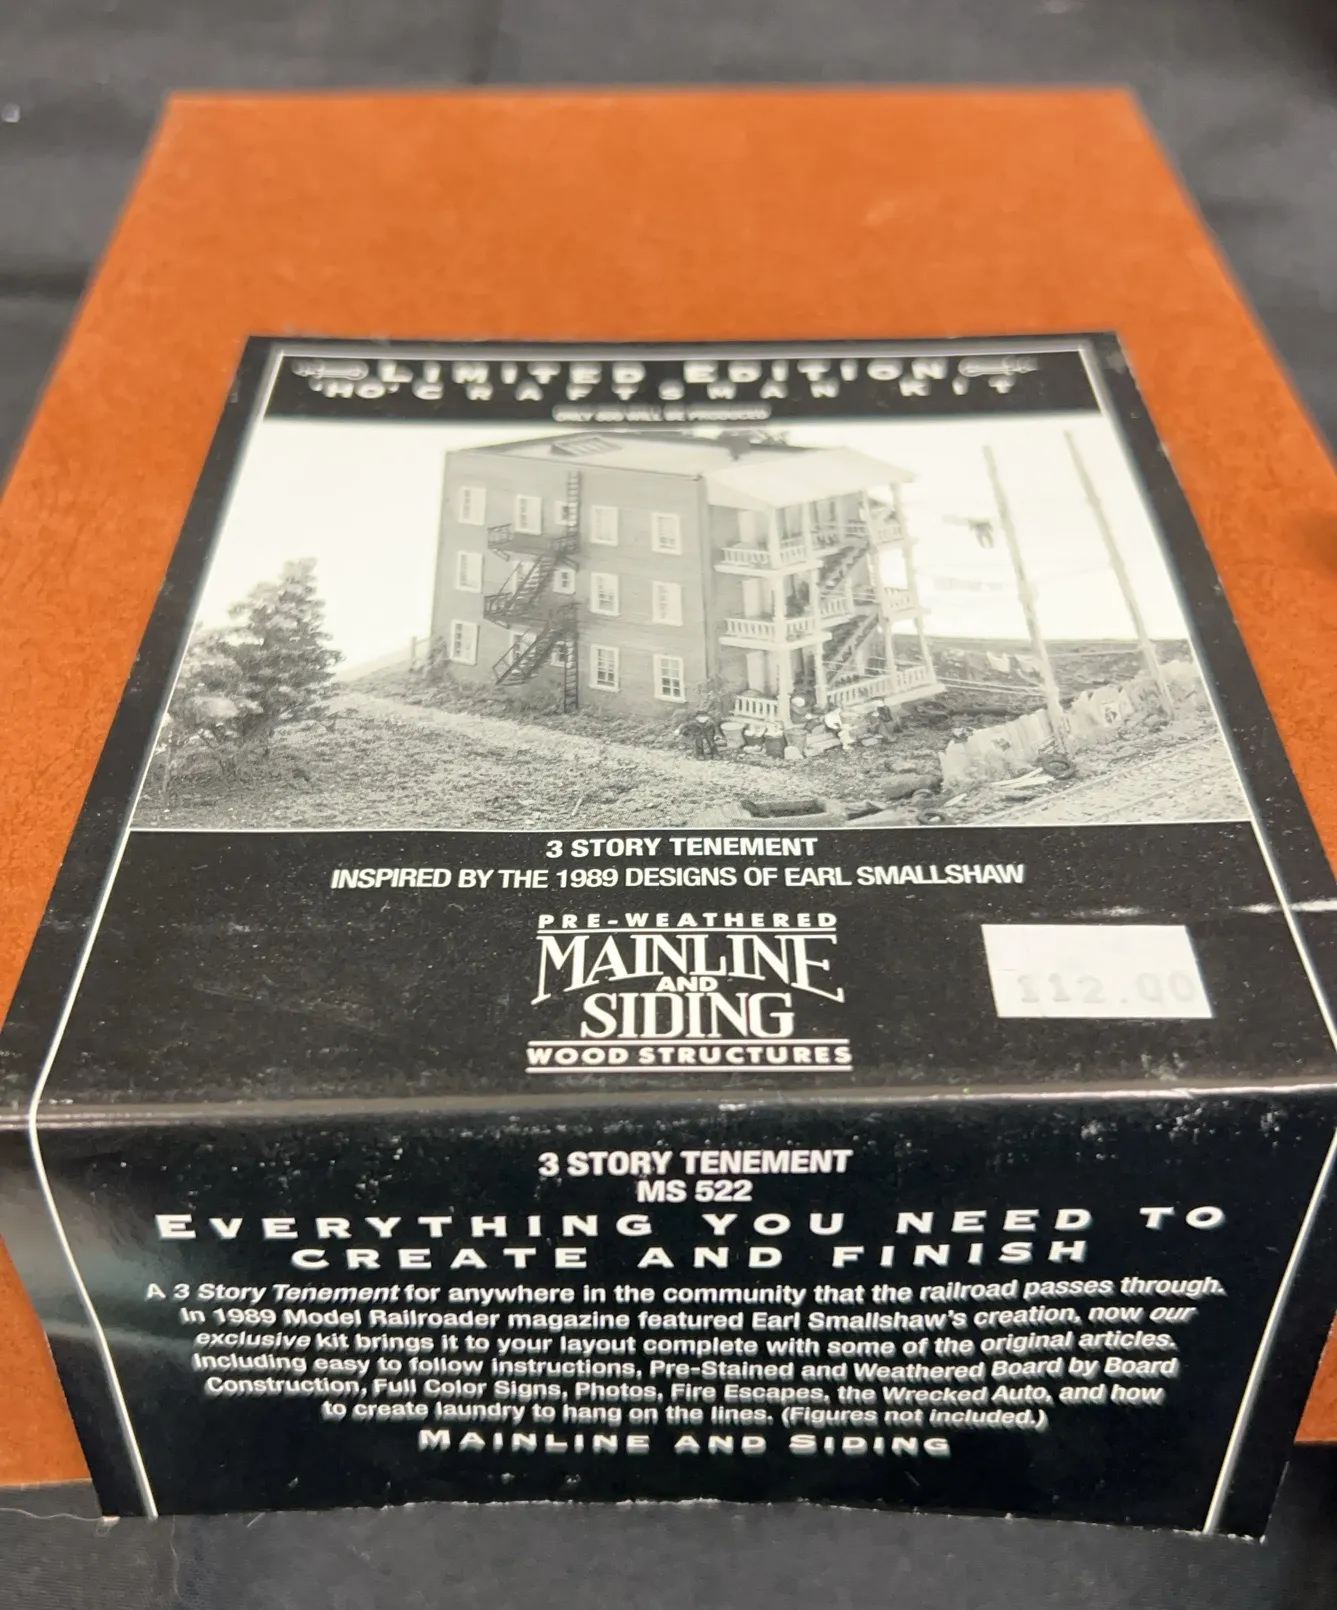 LIMITED EDITION
'HO' CRAFTSMAN KIT
ONLY 500 WILL BE PRODUCED
3 STORY TENEMENT
INSPIRED BY THE 1989 DESIGNS OF EARL SMALLSHAW
PRE-WEATHERED
MAINLINE
AND
SIDING
WOOD STRUCTURES
112.00
3 STORY TENEMENT
MS 522
EVERYTHING YOU NEED TO
CREATE AND FINISH
A 3 Story Tenement for anywhere in the community that the railroad passes through.
In 1989 Model Railroader magazine featured Earl Smallshaw's creation, now our
exclusive kit brings it to your layout complete with some of the original articles.
Including easy to follow instructions, Pre-Stained and Weathered Board by Board
Construction, Full Color Signs, Photos, Fire Escapes, the Wrecked Auto, and how
to create laundry to hang on the lines. (Figures not included.)
MAINLINE AND SIDING